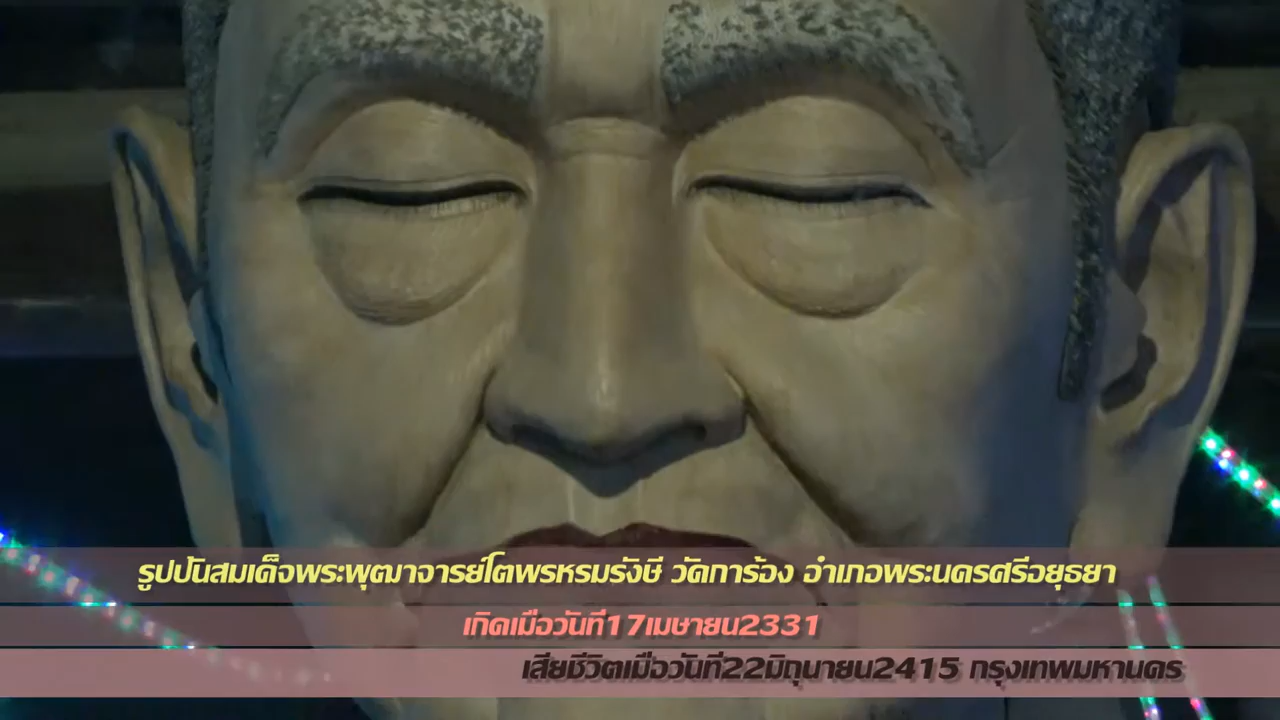 รูปปั้นสมเด็จพระพุฒาจารย์โตพรหรมรังษี วัดการ้อง อำเภอพระนครศรีอยุธยา
เกิดเมื่อวันที่17เมษายน2331
เสียชีวิตเมื่อวันที่22มิถุนายน2415 กรุงเทพมหานคร